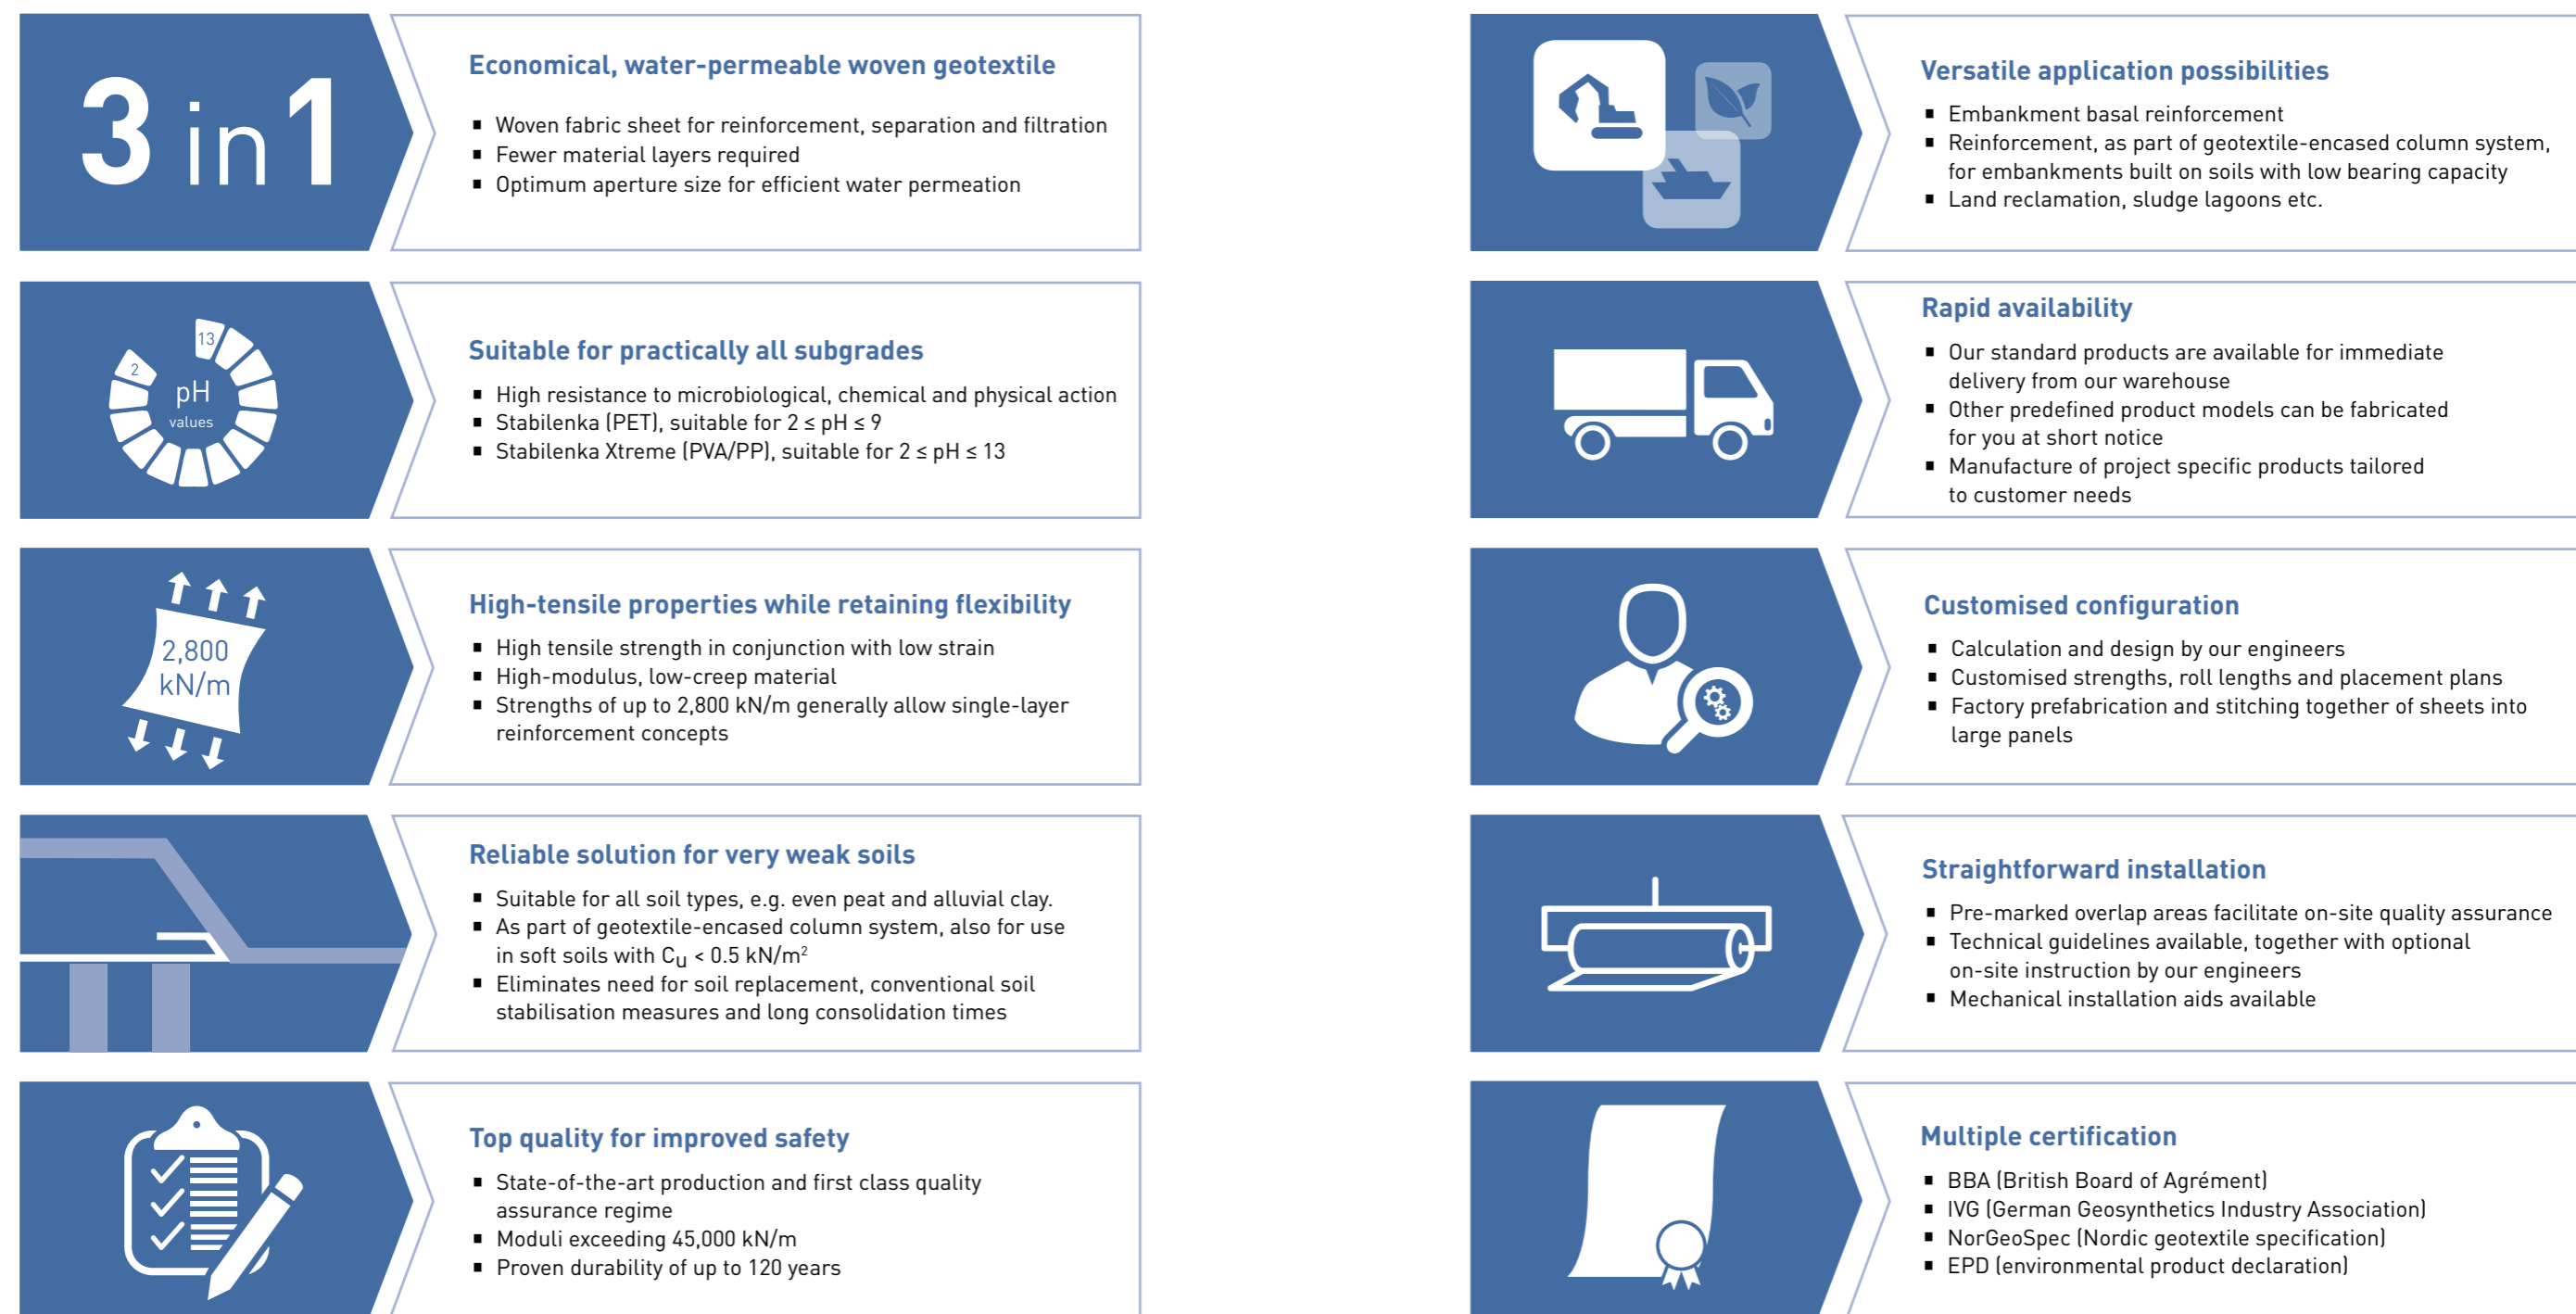 3 in 1
Economical, water-permeable woven geotextile
▪ Woven fabric sheet for reinforcement, separation and filtration
▪ Fewer material layers required
▪ Optimum aperture size for efficient water permeation
13
2
pH
values
Suitable for practically all subgrades
▪ High resistance to microbiological, chemical and physical action
▪ Stabilenka (PET), suitable for 2 ≤ pH ≤ 9
▪ Stabilenka Xtreme (PVA/PP), suitable for 2 ≤ pH ≤ 13
2,800
kN/m
High-tensile properties while retaining flexibility
▪ High tensile strength in conjunction with low strain
▪ High-modulus, low-creep material
▪ Strengths of up to 2,800 kN/m generally allow single-layer
reinforcement concepts
Reliable solution for very weak soils
▪ Suitable for all soil types, e.g. even peat and alluvial clay.
▪ As part of geotextile-encased column system, also for use
in soft soils with Cu < 0.5 kN/m²
▪ Eliminates need for soil replacement, conventional soil
stabilisation measures and long consolidation times
Top quality for improved safety
▪ State-of-the-art production and first class quality
assurance regime
▪ Moduli exceeding 45,000 kN/m
▪ Proven durability of up to 120 years
Versatile application possibilities
▪ Embankment basal reinforcement
▪ Reinforcement, as part of geotextile-encased column system,
for embankments built on soils with low bearing capacity
▪ Land reclamation, sludge lagoons etc.
Rapid availability
▪ Our standard products are available for immediate
delivery from our warehouse
▪ Other predefined product models can be fabricated
for you at short notice
▪ Manufacture of project specific products tailored
to customer needs
Customised configuration
▪ Calculation and design by our engineers
▪ Customised strengths, roll lengths and placement plans
▪ Factory prefabrication and stitching together of sheets into
large panels
Straightforward installation
▪ Pre-marked overlap areas facilitate on-site quality assurance
▪ Technical guidelines available, together with optional
on-site instruction by our engineers
▪ Mechanical installation aids available
Multiple certification
▪ BBA (British Board of Agrément)
▪ IVG (German Geosynthetics Industry Association)
▪ NorGeoSpec (Nordic geotextile specification)
▪ EPD (environmental product declaration)